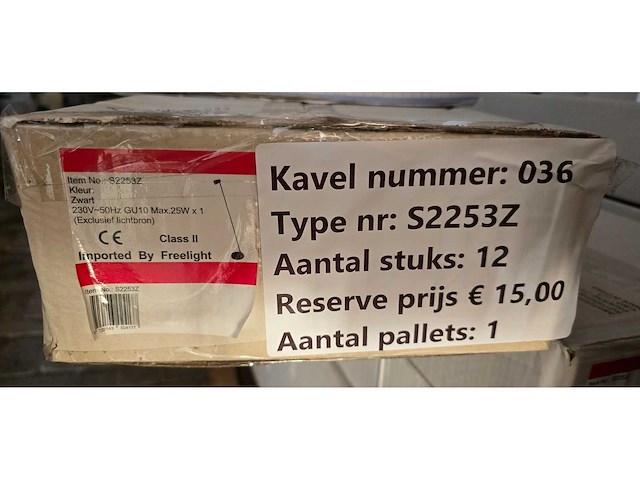 Item No.: S2253Z
Kleur:
Zwart
230V~50Hz GU10 Max.25W x 1
(Exclusief lichtbron)
CE Class II
Imported By Freelight
Item No.: S2253Z
Kavel nummer: 036
Type nr: S2253Z
Aantal stuks: 12
Reserve prijs € 15,00
Aantal pallets: 1